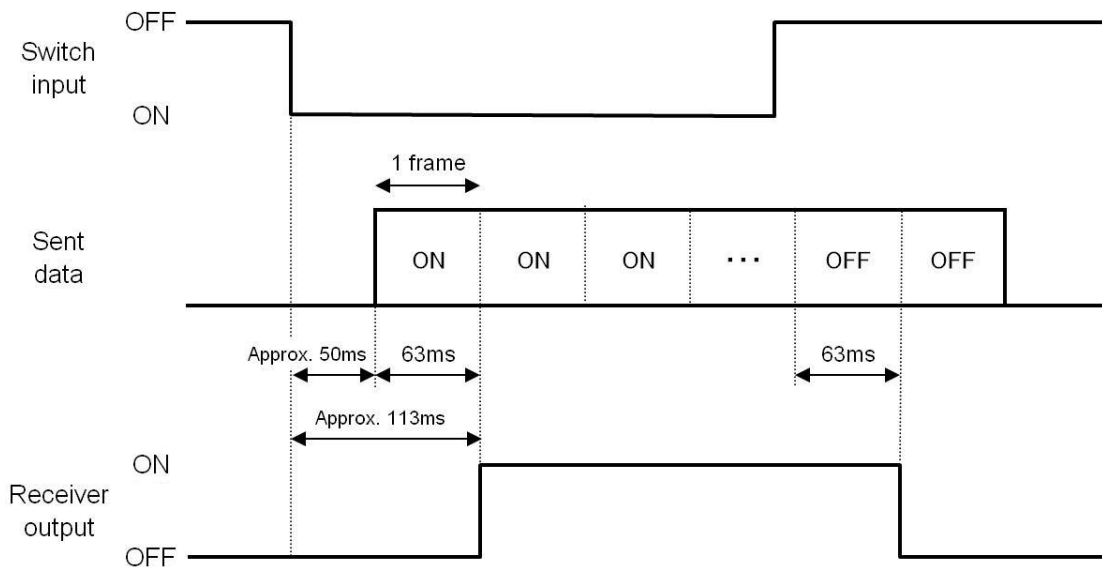 OFF
Switch
input
ON
1 frame
Sent
data
ON ON ON ··· OFF OFF
Approx. 50ms 63ms 63ms
Approx. 113ms
ON
Receiver
output
OFF